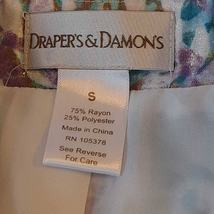 DRAPER'S & DAMON'S
S
75% Rayon
25% Polyester
Made in China
RN 105378
See Reverse
For Care